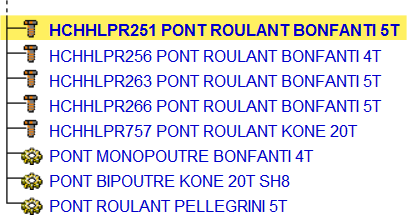 HCHHLPR251 PONT ROULANT BONFANTI 5T
HCHHLPR256 PONT ROULANT BONFANTI 4T
HCHHLPR263 PONT ROULANT BONFANTI 5T
HCHHLPR266 PONT ROULANT BONFANTI 5T
HCHHLPR757 PONT ROULANT KONE 20T
PONT MONOPOUTRE BONFANTI 4T
PONT BIPOUTRE KONE 20T SH8
PONT ROULANT PELLEGRINI 5T